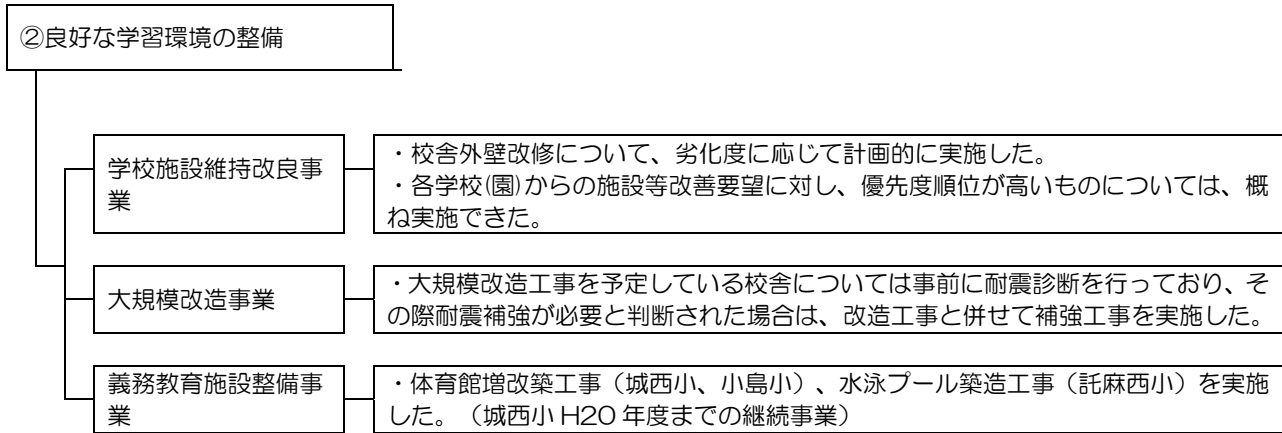 ②良好な学習環境の整備
学校施設維持改良事
業
・校舎外壁改修について、劣化度に応じて計画的に実施した。
・各学校(園)からの施設等改善要望に対し、優先度順位が高いものについては、概
ね実施できた。
大規模改造事業
・大規模改造工事を予定している校舎については事前に耐震診断を行っており、そ
の際耐震補強が必要と判断された場合は、改造工事と併せて補強工事を実施した。
義務教育施設整備事
業
・体育館増改築工事（城西小、小島小）、水泳プール築造工事（託麻西小）を実施
した。（城西小 H20 年度までの継続事業）